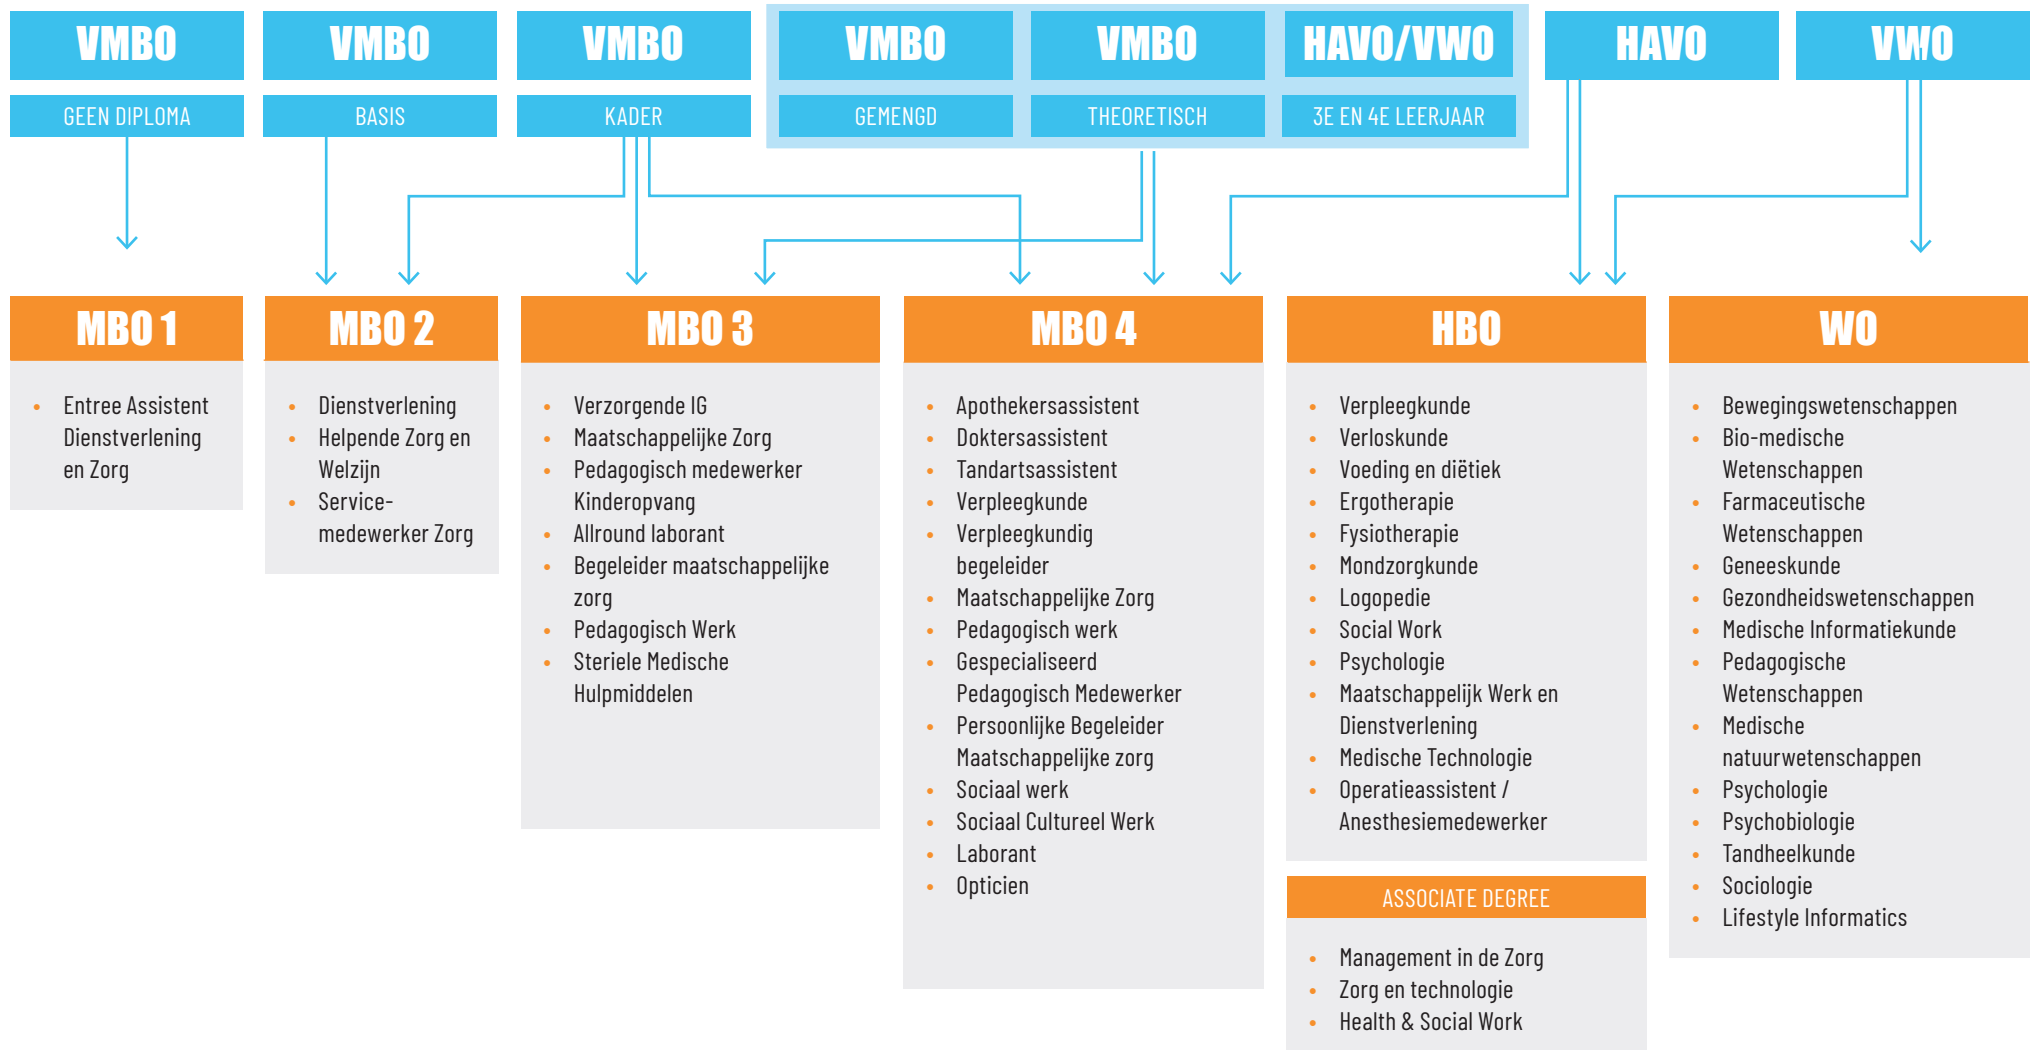 VMBO
GEEN DIPLOMA
VMBO
BASIS
VMBO
KADER
VMBO
GEMENGD
VMBO
THEORETISCH
HAVO/VWO
3E EN 4E LEERJAAR
HAVO
VWO
MBO 1
• Entree Assistent
Dienstverlening
en Zorg
MBO 2
• Dienstverlening
• Helpende Zorg en
Welzijn
• Service-
medewerker Zorg
MBO 3
• Verzorgende IG
• Maatschappelijke Zorg
• Pedagogisch medewerker
Kinderopvang
• Allround laborant
• Begeleider maatschappelijke
zorg
• Pedagogisch Werk
• Steriele Medische
Hulpmiddelen
MBO 4
• Apothekersassistent
• Doktersassistent
• Tandartsassistent
• Verpleegkunde
• Verpleegkundig
begeleider
• Maatschappelijke Zorg
• Pedagogisch werk
• Gespecialiseerd
Pedagogisch Medewerker
• Persoonlijke Begeleider
Maatschappelijke zorg
• Sociaal werk
• Sociaal Cultureel Werk
• Laborant
• Opticien
HBO
• Verpleegkunde
• Verloskunde
• Voeding en diëtiek
• Ergotherapie
• Fysiotherapie
• Mondzorgkunde
• Logopedie
• Social Work
• Psychologie
• Maatschappelijk Werk en
Dienstverlening
• Medische Technologie
• Operatieassistent /
Anesthesiemedewerker
ASSOCIATE DEGREE
• Management in de Zorg
• Zorg en technologie
• Health & Social Work
WO
• Bewegingswetenschappen
• Bio-medische
Wetenschappen
• Farmaceutische
Wetenschappen
• Geneeskunde
• Gezondheidswetenschappen
• Medische Informatiekunde
• Pedagogische
Wetenschappen
• Medische
natuurwetenschappen
• Psychologie
• Psychobiologie
• Tandheelkunde
• Sociologie
• Lifestyle Informatics